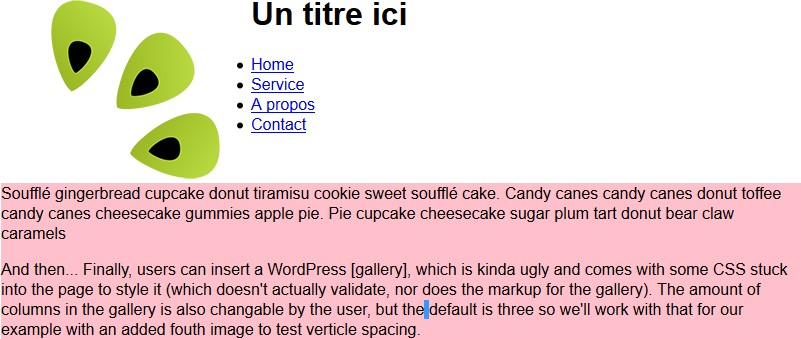 Un titre ici
Home
Service
A propos
Contact
Soufflé gingerbread cupcake donut tiramisu cookie sweet soufflé cake. Candy canes candy canes donut toffee
candy canes cheesecake gummies apple pie. Pie cupcake cheesecake sugar plum tart donut bear claw
caramels
And then... Finally, users can insert a WordPress [gallery], which is kinda ugly and comes with some CSS stuck
into the page to style it (which doesn't actually validate, nor does the markup for the gallery). The amount of
columns in the gallery is also changable by the user, but the default is three so we'll work with that for our
example with an added fouth image to test verticle spacing.